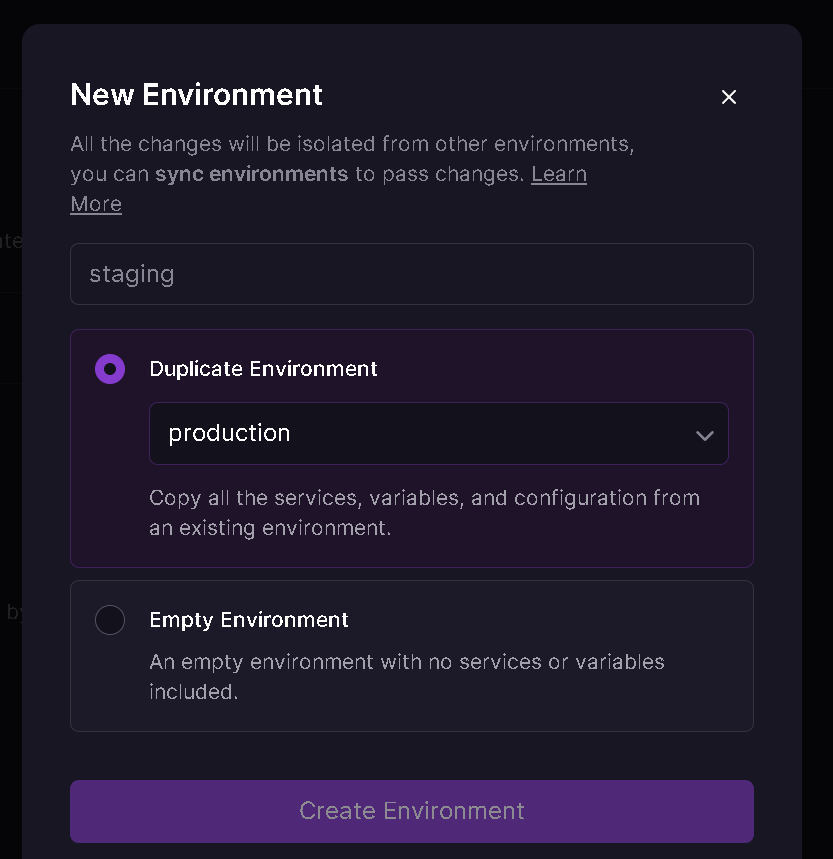 New Environment
All the changes will be isolated from other environments,
you can sync environments to pass changes. Learn
More
staging
Duplicate Environment
production
Copy all the services, variables, and configuration from
an existing environment.
Empty Environment
An empty environment with no services or variables
included.
Create Environment